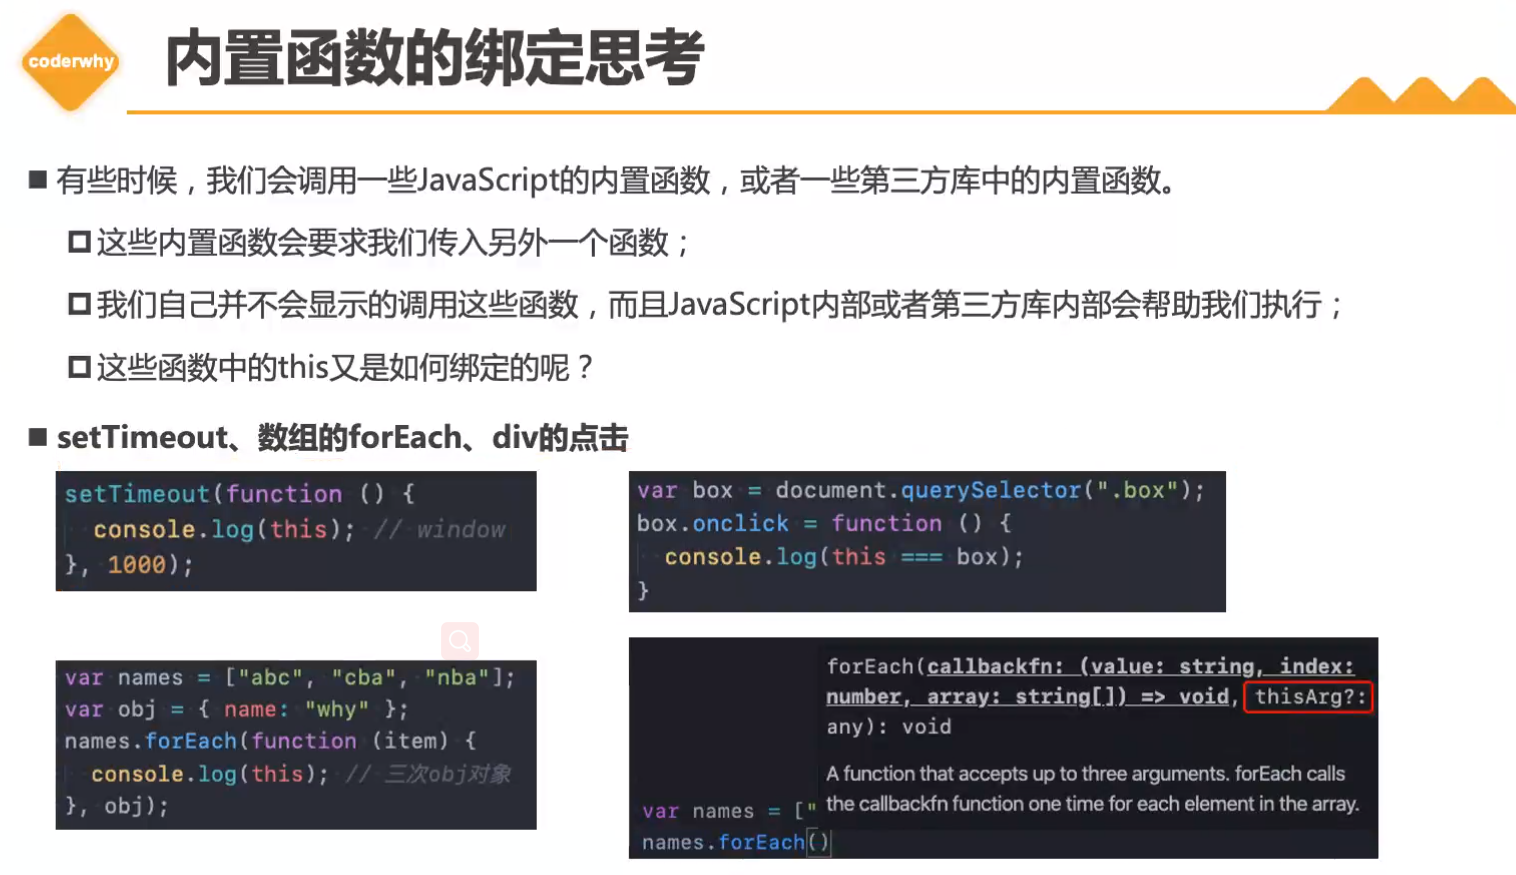 coderwhy
内置函数的绑定思考
有些时候，我们会调用一些JavaScript的内置函数，或者一些第三方库中的内置函数。
这些内置函数会要求我们传入另外一个函数；
我们自己并不会显示的调用这些函数，而且JavaScript内部或者第三方库内部会帮助我们执行；
这些函数中的this又是如何绑定的呢？
setTimeout、数组的forEach、div的点击
setTimeout(function () {
console.log(this); // window
}, 1000);
var box = document.querySelector(".box");
box.onclick = function () {
console.log(this === box);
}
var names = ["abc", "cba", "nba"];
var obj = { name: "why" };
names.forEach(function (item) {
console.log(this); // 三次obj对象
}, obj);
forEach(callbackfn: (value: string, index:
number, array: string[]) => void, thisArg?:
any): void
A function that accepts up to three arguments. forEach calls
the callbackfn function one time for each element in the array.
var names = ["
names.forEach()